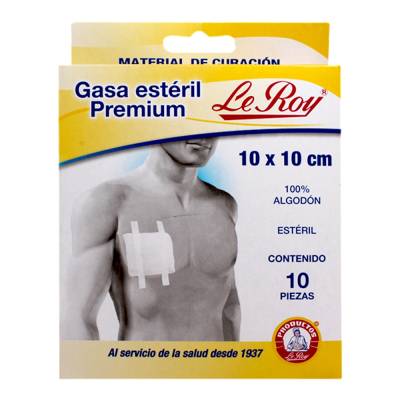 MATERIAL DE CURACIÓN
Gasa estéril
Premium
Le Roy®
10 x 10 cm
100%
ALGODÓN
ESTÉRIL
CONTENIDO
10
PIEZAS
PRODUCTOS
Le Roy
Al servicio de la salud desde 1937